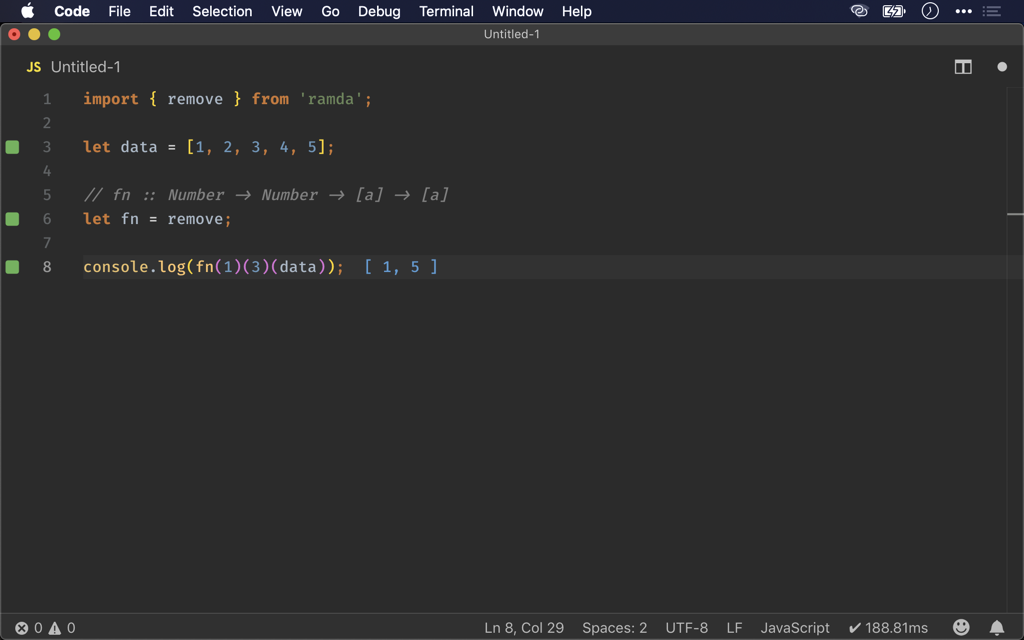 Code File Edit Selection View Go Debug Terminal Window Help
Untitled-1
JS Untitled-1
1 import { remove } from 'ramda';
2
3 let data = [1, 2, 3, 4, 5];
4
5 // fn :: Number → Number → [a] → [a]
6 let fn = remove;
7
8 console.log(fn(1)(3)(data)); [ 1, 5 ]
0 0 Ln 8, Col 29 Spaces: 2 UTF-8 LF JavaScript ✔ 188.81ms